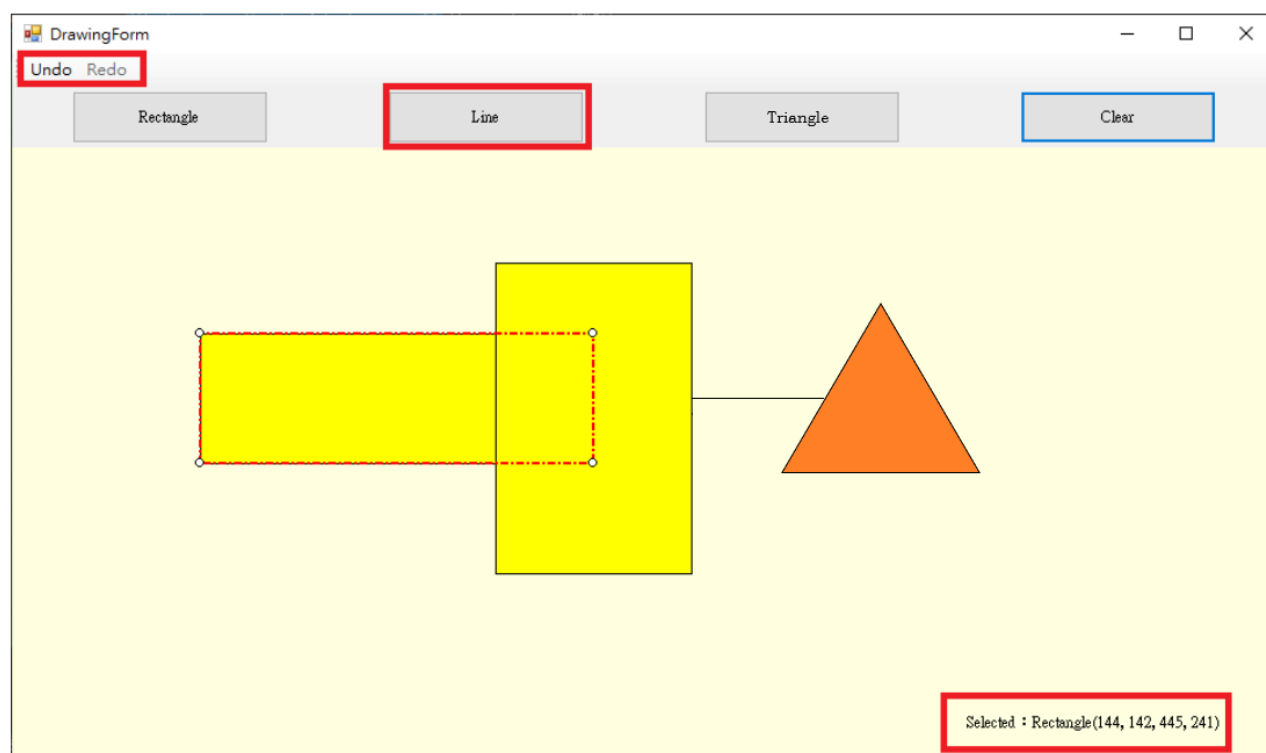 DrawingForm
Undo Redo
Rectangle Line Triangle Clear
Selected：Rectangle(144, 142, 445, 241)